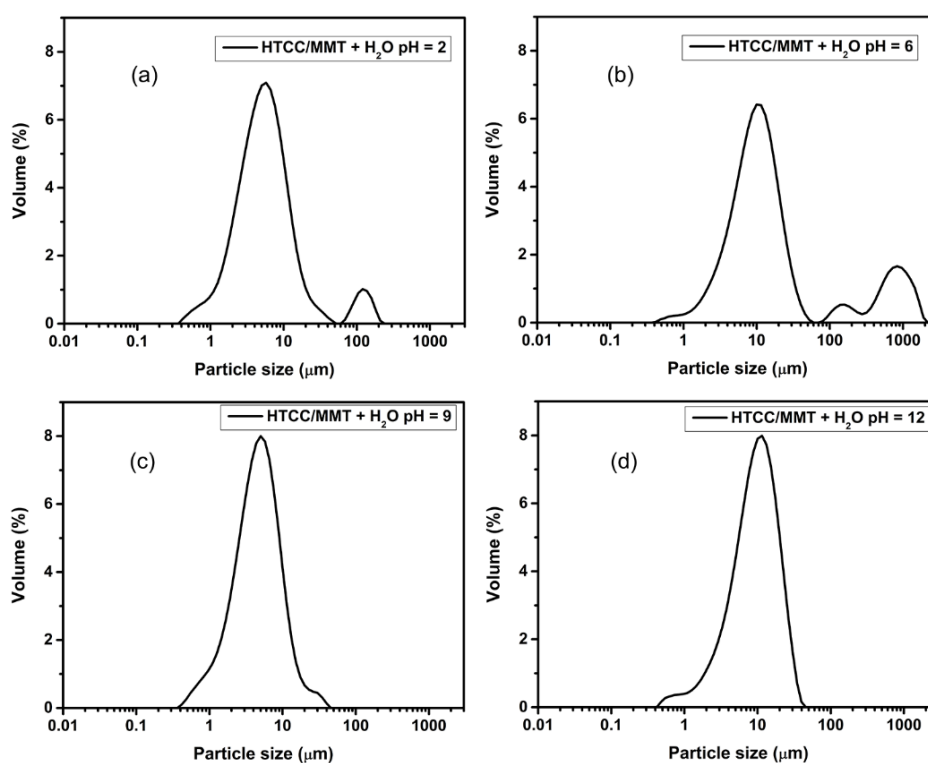 HTCC/MMT + H₂O pH = 2
(a)
Volume (%)
8
6
4
2
0
0.01 0.1 1 10 100 1000
Particle size (μm)
HTCC/MMT + H₂O pH = 6
(b)
Volume (%)
8
6
4
2
0
0.01 0.1 1 10 100 1000
Particle size (μm)
HTCC/MMT + H₂O pH = 9
(c)
Volume (%)
8
6
4
2
0
0.01 0.1 1 10 100 1000
Particle size (μm)
HTCC/MMT + H₂O pH = 12
(d)
Volume (%)
8
6
4
2
0
0.01 0.1 1 10 100 1000
Particle size (μm)